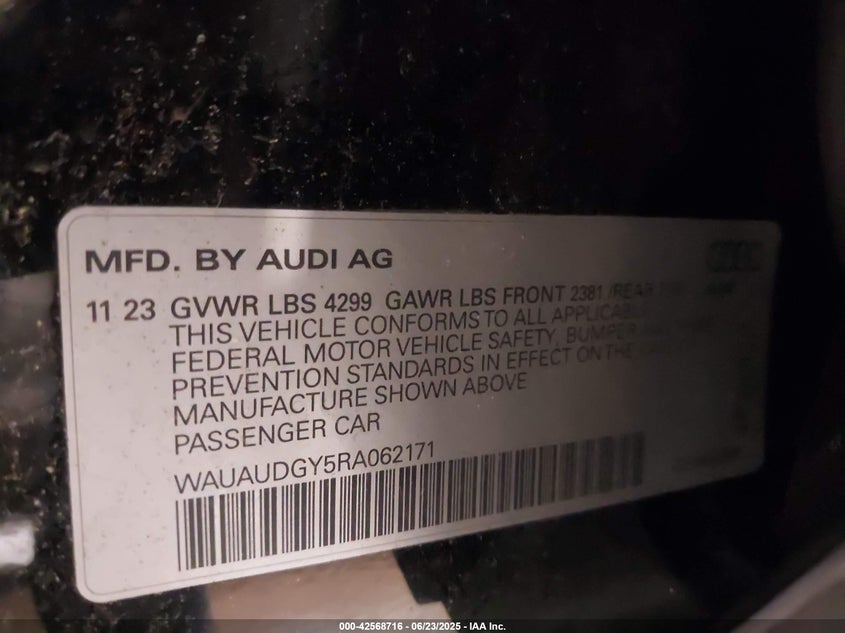 MFD. BY AUDI AG
11 23 GVWR LBS 4299 GAWR LBS FRONT 2381 /REAR
THIS VEHICLE CONFORMS TO ALL APPLICABLE
FEDERAL MOTOR VEHICLE SAFETY, BUMPER
PREVENTION STANDARDS IN EFFECT ON THE
MANUFACTURE SHOWN ABOVE
PASSENGER CAR
WAUAUDGY5RA062171
000-42568716 - 06/23/2025 - IAA Inc.